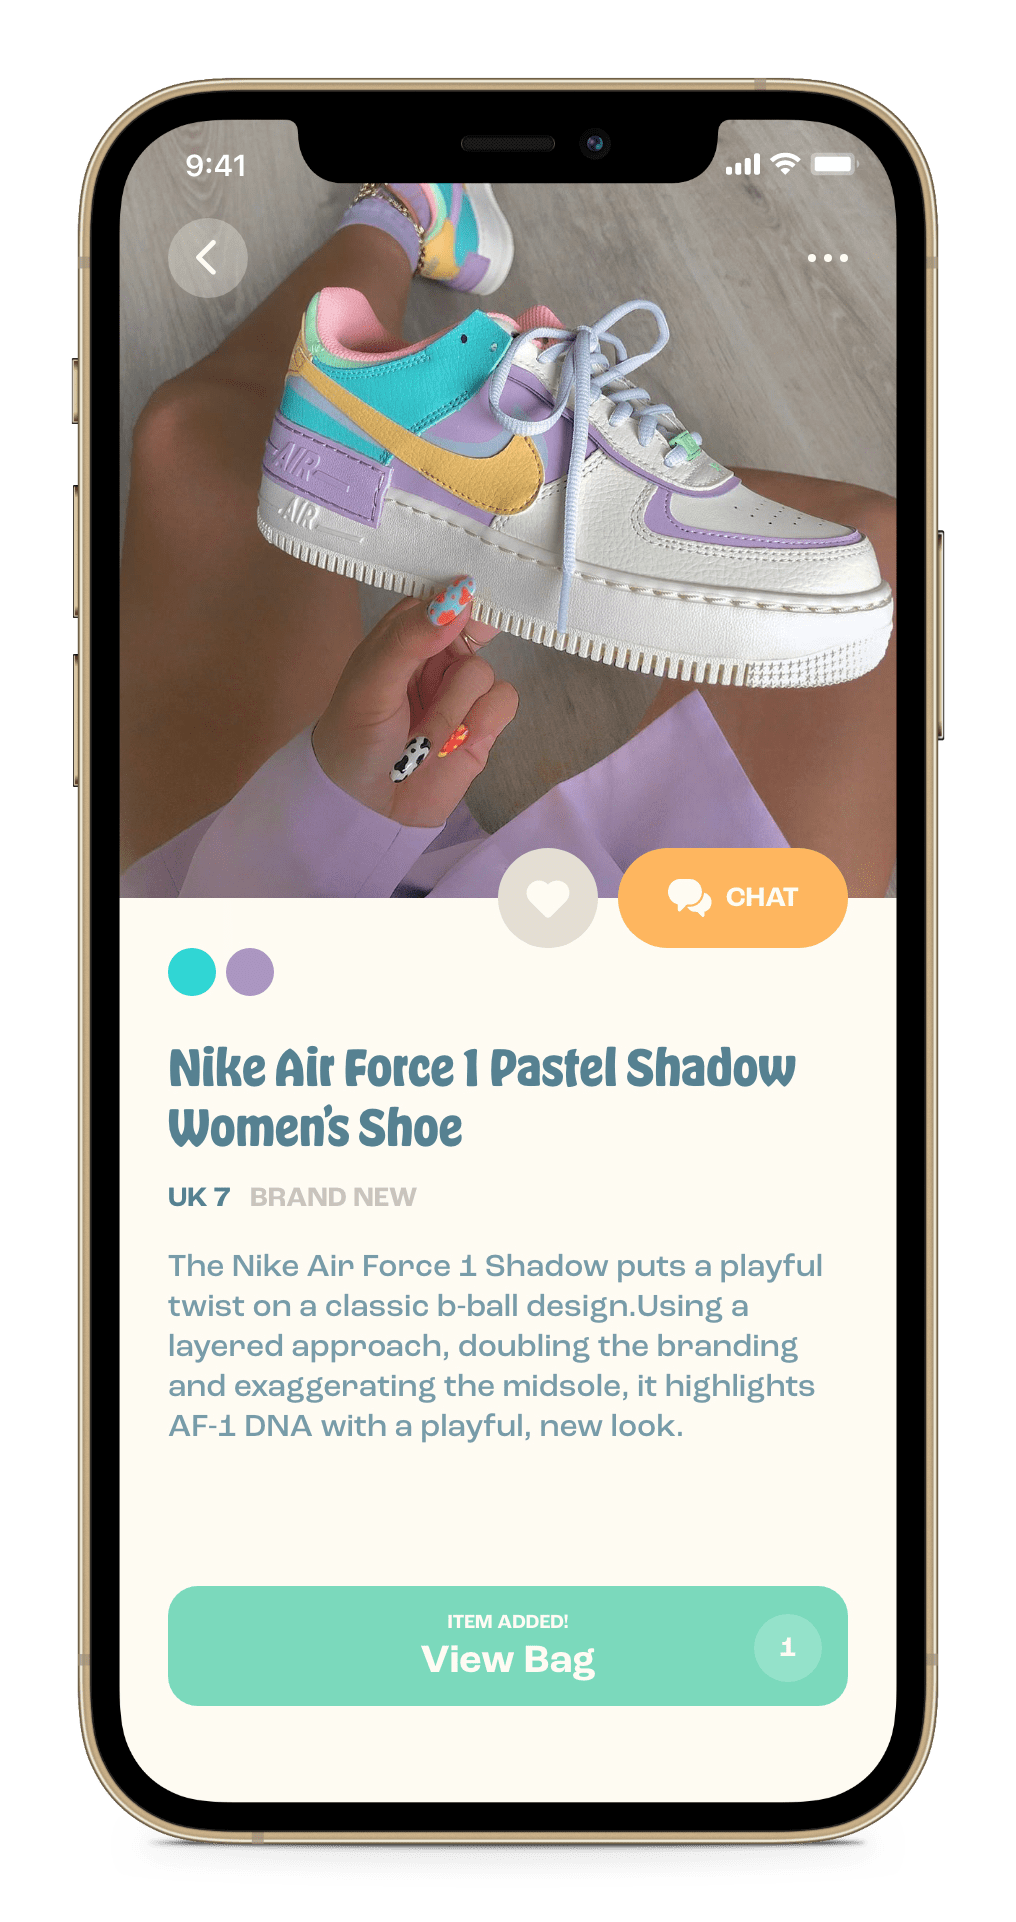 9:41
AIR
AIR
CHAT
Nike Air Force 1 Pastel Shadow
Women's Shoe
UK 7 BRAND NEW
The Nike Air Force 1 Shadow puts a playful
twist on a classic b-ball design.Using a
layered approach, doubling the branding
and exaggerating the midsole, it highlights
AF-1 DNA with a playful, new look.
ITEM ADDED!
View Bag
1